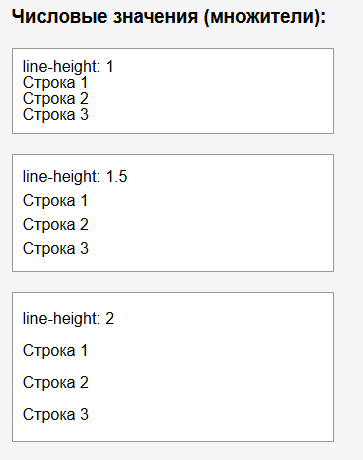 Числовые значения (множители):
line-height: 1
Строка 1
Строка 2
Строка 3
line-height: 1.5
Строка 1
Строка 2
Строка 3
line-height: 2
Строка 1
Строка 2
Строка 3